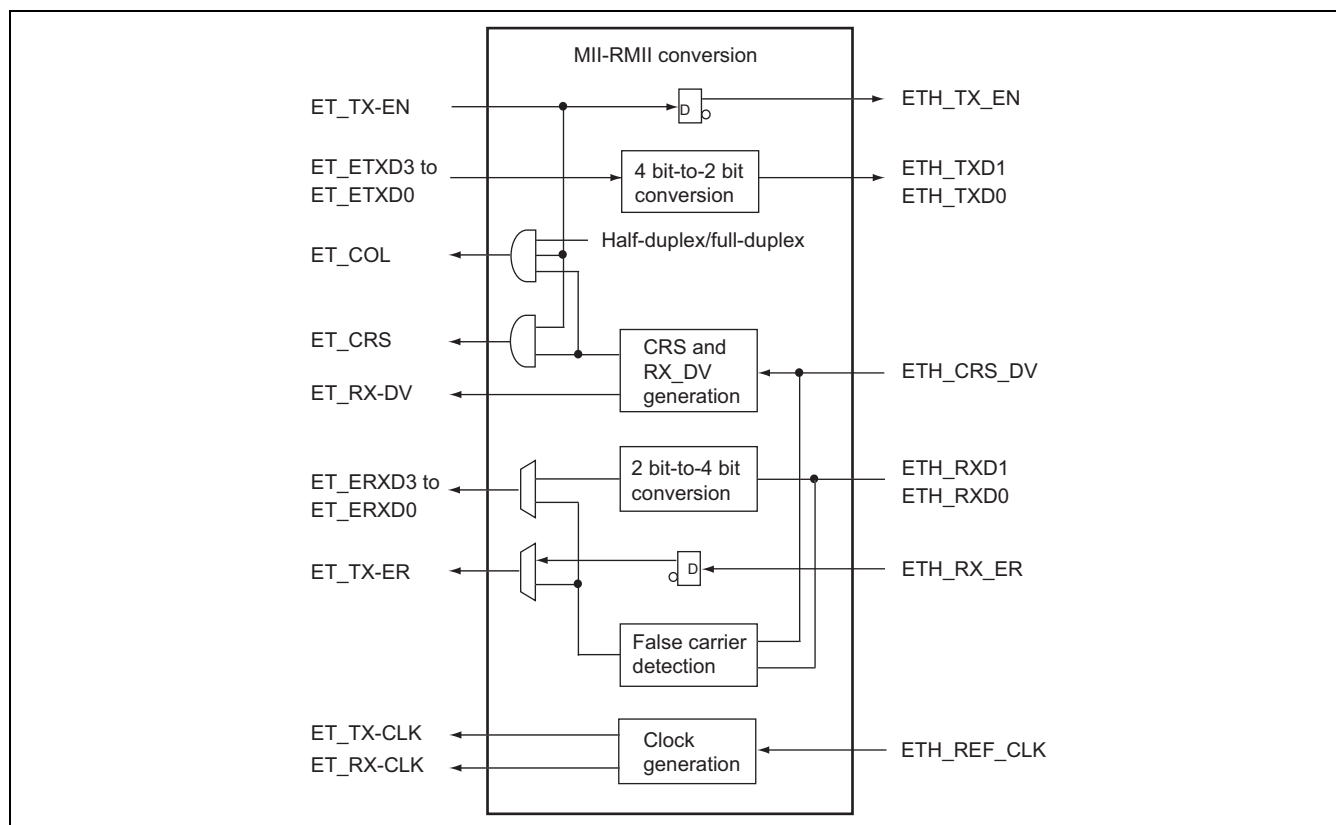 MII-RMII conversion
ET_TX-EN
D
ETH_TX_EN
ET_ETXD3 to
ET_ETXD0
4 bit-to-2 bit
conversion
ETH_TXD1
ETH_TXD0
Half-duplex/full-duplex
ET_COL
ET_CRS
CRS and
RX_DV
generation
ETH_CRS_DV
ET_RX-DV
ET_ERXD3 to
ET_ERXD0
2 bit-to-4 bit
conversion
ETH_RXD1
ETH_RXD0
ET_TX-ER
D
ETH_RX_ER
False carrier
detection
ET_TX-CLK
ET_RX-CLK
Clock
generation
ETH_REF_CLK